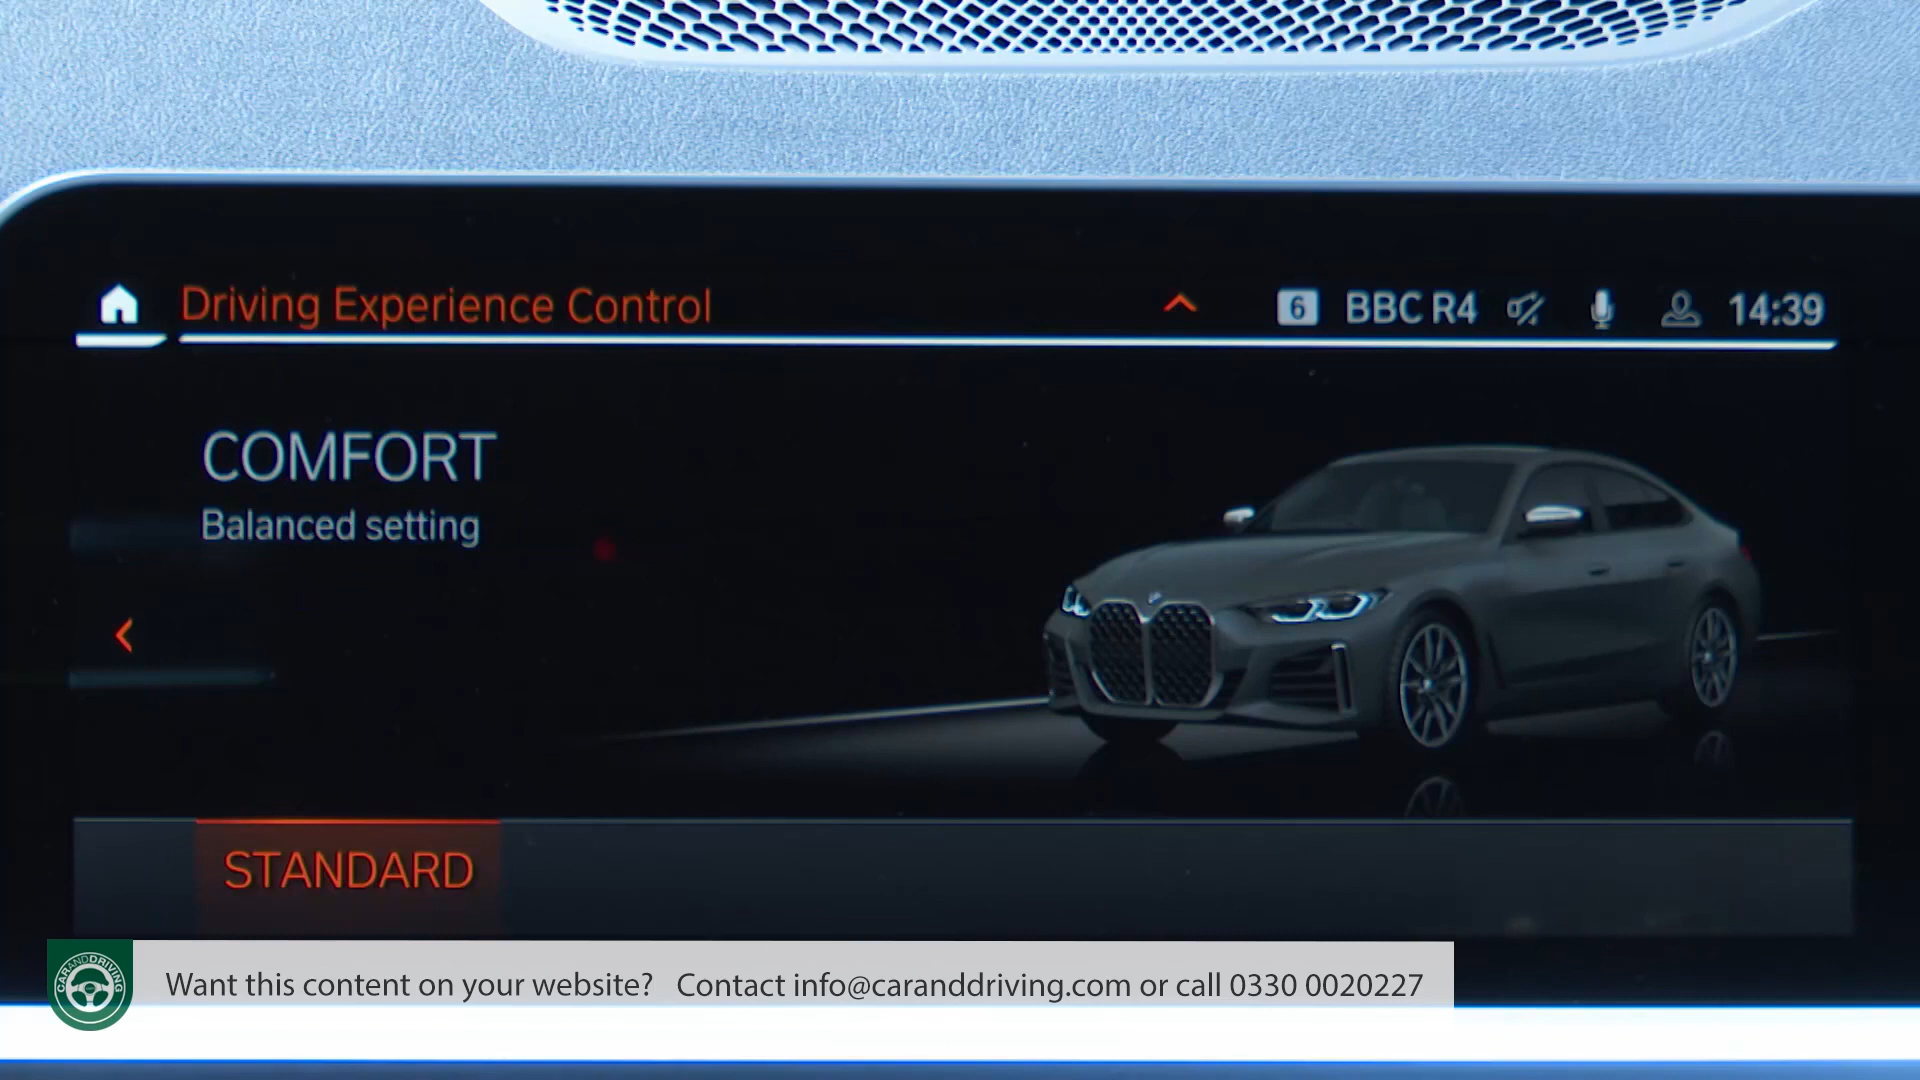 Driving Experience Control
6 BBC R4 14:39
COMFORT
Balanced setting
STANDARD
CARANDDRIVING
Want this content on your website? Contact info@caranddriving.com or call 0330 0020227